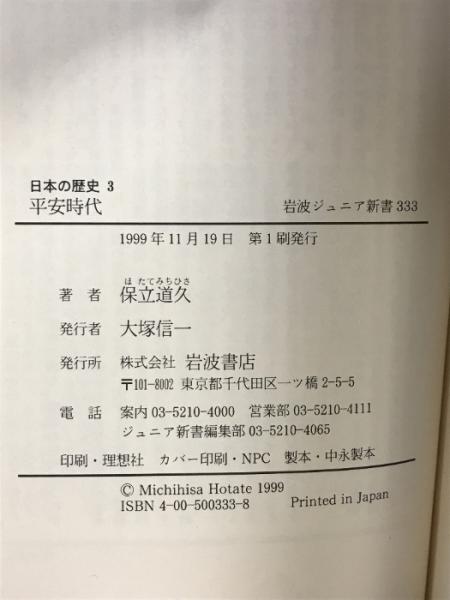 日本の歴史 3
平安時代 岩波ジュニア新書 333
1999年11月19日 第1刷発行
ほ たてみちひさ
著 者 保立道久
発行者 大塚信一
発行所 株式会社 岩波書店
〒101-8002 東京都千代田区一ツ橋2-5-5
電 話 案内 03-5210-4000 営業部 03-5210-4111
ジュニア新書編集部 03-5210-4065
印刷・理想社 カバー印刷・NPC 製本・中永製本
© Michihisa Hotate 1999
ISBN 4-00-500333-8 Printed in Japan